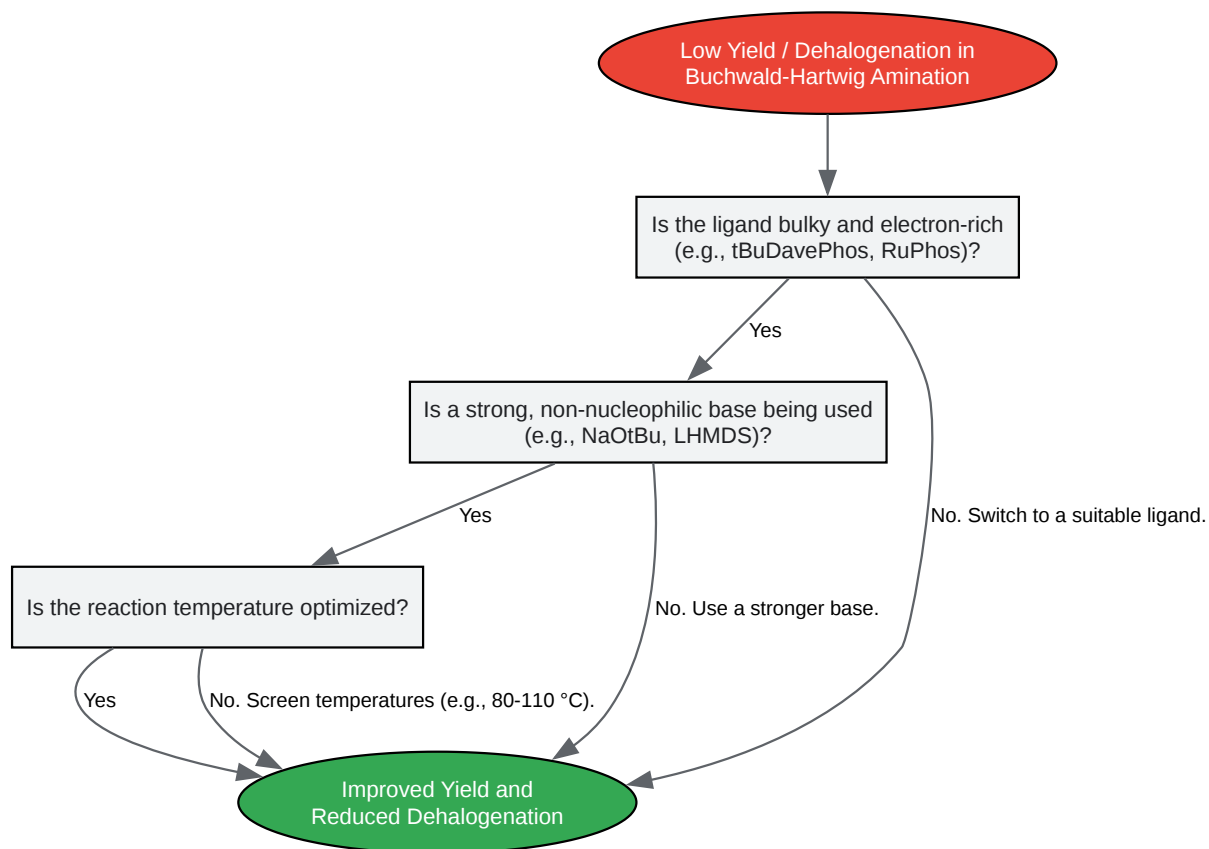 Low Yield / Dehalogenation in
Buchwald-Hartwig Amination
Is the ligand bulky and electron-rich
(e.g., tBuDavePhos, RuPhos)?
Yes
Is a strong, non-nucleophilic base being used
(e.g., NaOtBu, LHMDS)?
Yes
No. Switch to a suitable ligand.
Is the reaction temperature optimized?
No. Use a stronger base.
Yes
No. Screen temperatures (e.g., 80-110 °C).
Improved Yield and
Reduced Dehalogenation